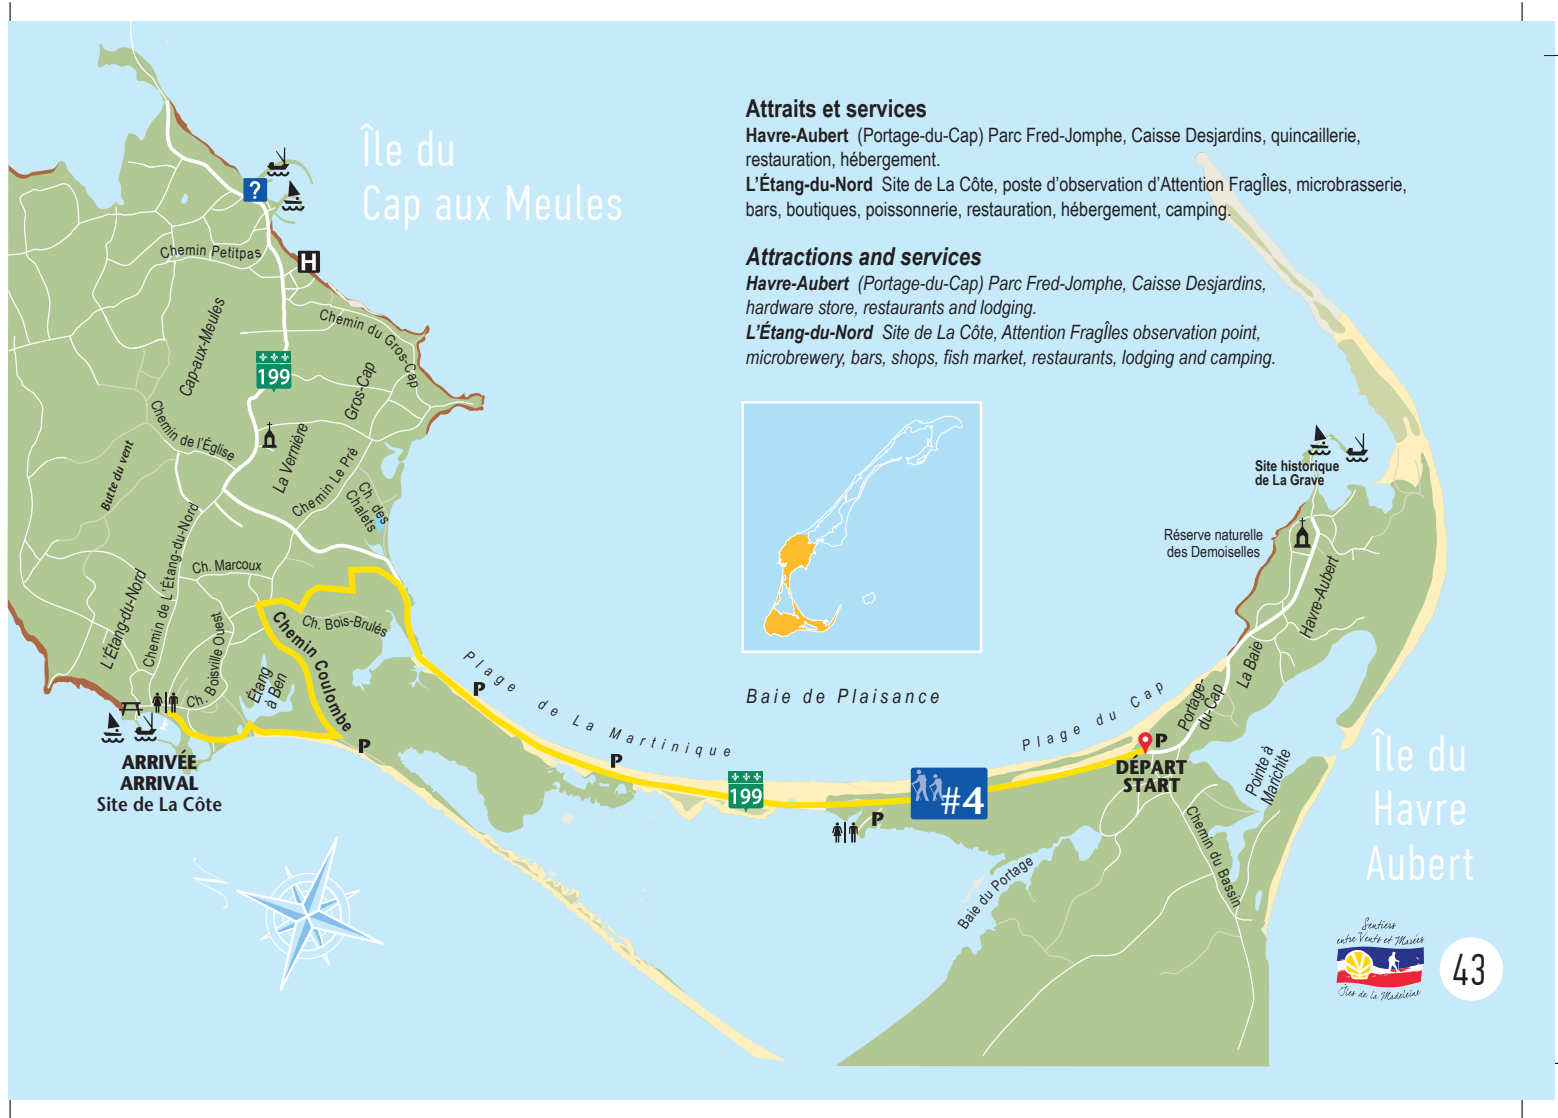 Île du
Cap aux Meules
Attraits et services
Havre-Aubert (Portage-du-Cap) Parc Fred-Jomphe, Caisse Desjardins, quincaillerie,
restauration, hébergement.
L'Étang-du-Nord Site de La Côte, poste d'observation d'Attention FragÎles, microbrasserie,
bars, boutiques, poissonnerie, restauration, hébergement, camping.
Attractions and services
Havre-Aubert (Portage-du-Cap) Parc Fred-Jomphe, Caisse Desjardins,
hardware store, restaurants and lodging.
L'Étang-du-Nord Site de La Côte, Attention FragÎles observation point,
microbrewery, bars, shops, fish market, restaurants, lodging and camping.
?
Chemin Petitpas
H
Cap-aux-Meules
Chemin du Gros-Cap
199
Gros-Cap
Chemin de l'Église
La Vernière
Butte du vent
Chemin Le Pré
Ch. des
Chalets
Chemin de L'Étang-du-Nord
Ch. Marcoux
L'Étang-du-Nord
Ch. Boisville Ouest
Ch. Bois-Brulés
Chemin Coulombe
Étang
à Ben
ARRIVÉE
ARRIVAL
Site de La Côte
P
P
Plage de La Martinique
P
199
Baie de Plaisance
P
#4
Plage du Cap
P
DÉPART
START
Site historique
de La Grave
Réserve naturelle
des Demoiselles
Havre-Aubert
La Baie
Portage-
du-Cap
Pointe à
Marichite
Chemin du Bassin
Baie du Portage
Île du
Havre
Aubert
Sentiers
entre Vents et Marées
Îles de la Madeleine
43